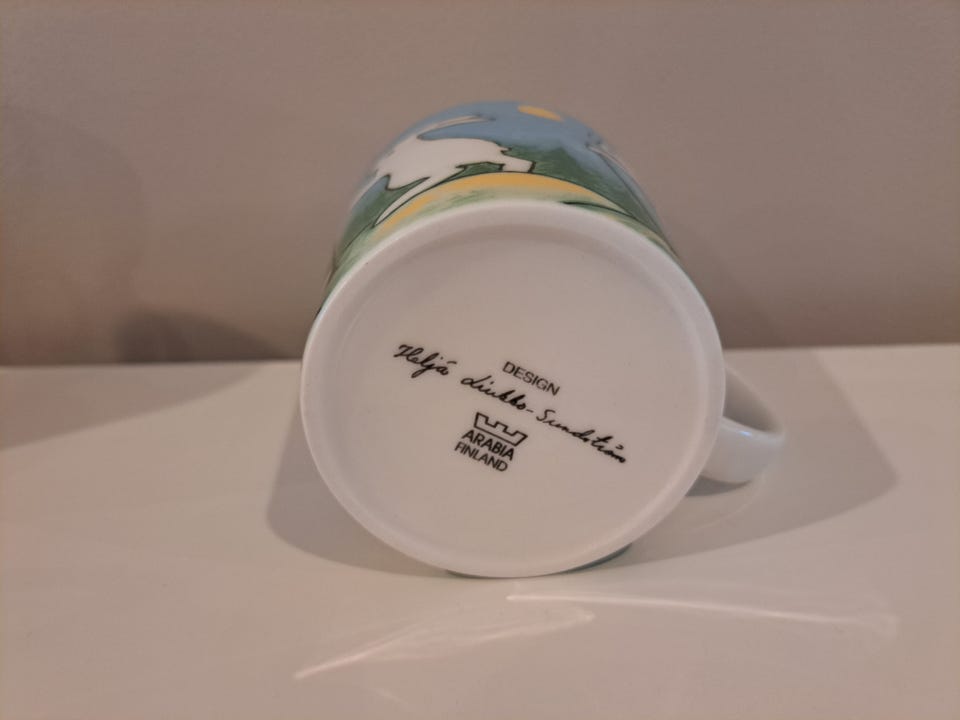 DESIGN
Heljä Liukko-Sundström
ARABIA
FINLAND